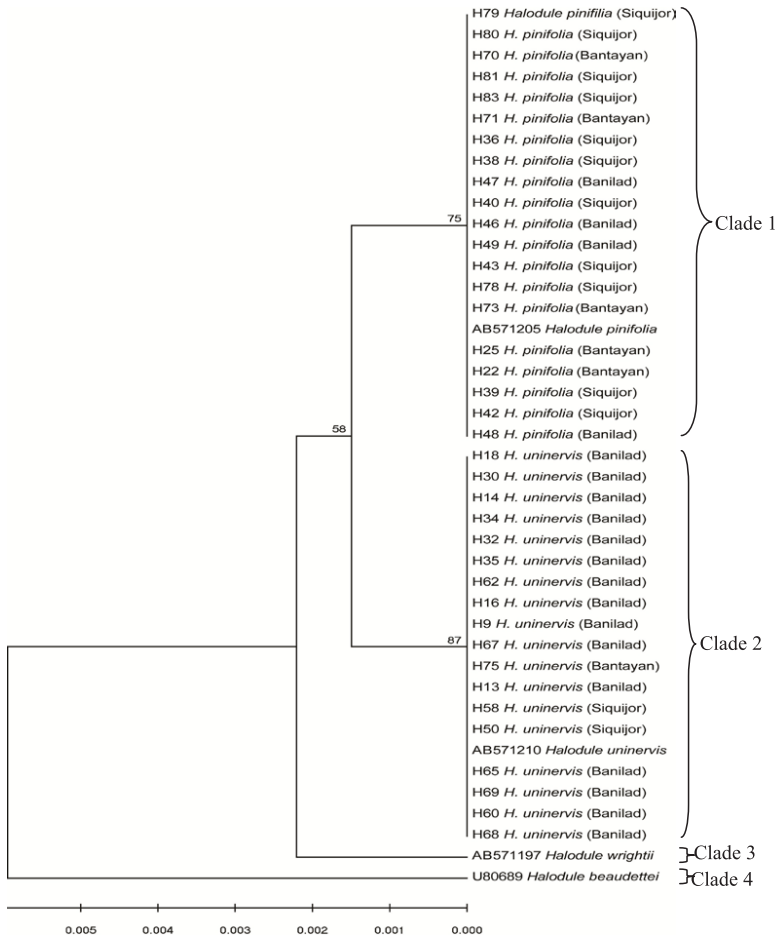 H79 Halodule pinifilia (Siquijor)
H80 H. pinifolia (Siquijor)
H70 H. pinifolia (Bantayan)
H81 H. pinifolia (Siquijor)
H83 H. pinifolia (Siquijor)
H71 H. pinifolia (Bantayan)
H36 H. pinifolia (Siquijor)
H38 H. pinifolia (Siquijor)
H47 H. pinifolia (Banilad)
H40 H. pinifolia (Siquijor)
75
H46 H. pinifolia (Banilad)
Clade 1
H49 H. pinifolia (Banilad)
H43 H. pinifolia (Siquijor)
H78 H. pinifolia (Siquijor)
H73 H. pinifolia (Bantayan)
AB571205 Halodule pinifolia
H25 H. pinifolia (Bantayan)
H22 H. pinifolia (Bantayan)
H39 H. pinifolia (Siquijor)
H42 H. pinifolia (Siquijor)
58
H48 H. pinifolia (Banilad)
H18 H. uninervis (Banilad)
H30 H. uninervis (Banilad)
H14 H. uninervis (Banilad)
H34 H. uninervis (Banilad)
H32 H. uninervis (Banilad)
H35 H. uninervis (Banilad)
H62 H. uninervis (Banilad)
H16 H. uninervis (Banilad)
H9 H. uninervis (Banilad)
87
H67 H. uninervis (Banilad)
Clade 2
H75 H. uninervis (Bantayan)
H13 H. uninervis (Banilad)
H58 H. uninervis (Siquijor)
H50 H. uninervis (Siquijor)
AB571210 Halodule uninervis
H65 H. uninervis (Banilad)
H69 H. uninervis (Banilad)
H60 H. uninervis (Banilad)
H68 H. uninervis (Banilad)
AB571197 Halodule wrightii
Clade 3
U80689 Halodule beaudettei
Clade 4
0.005 0.004 0.003 0.002 0.001 0.000